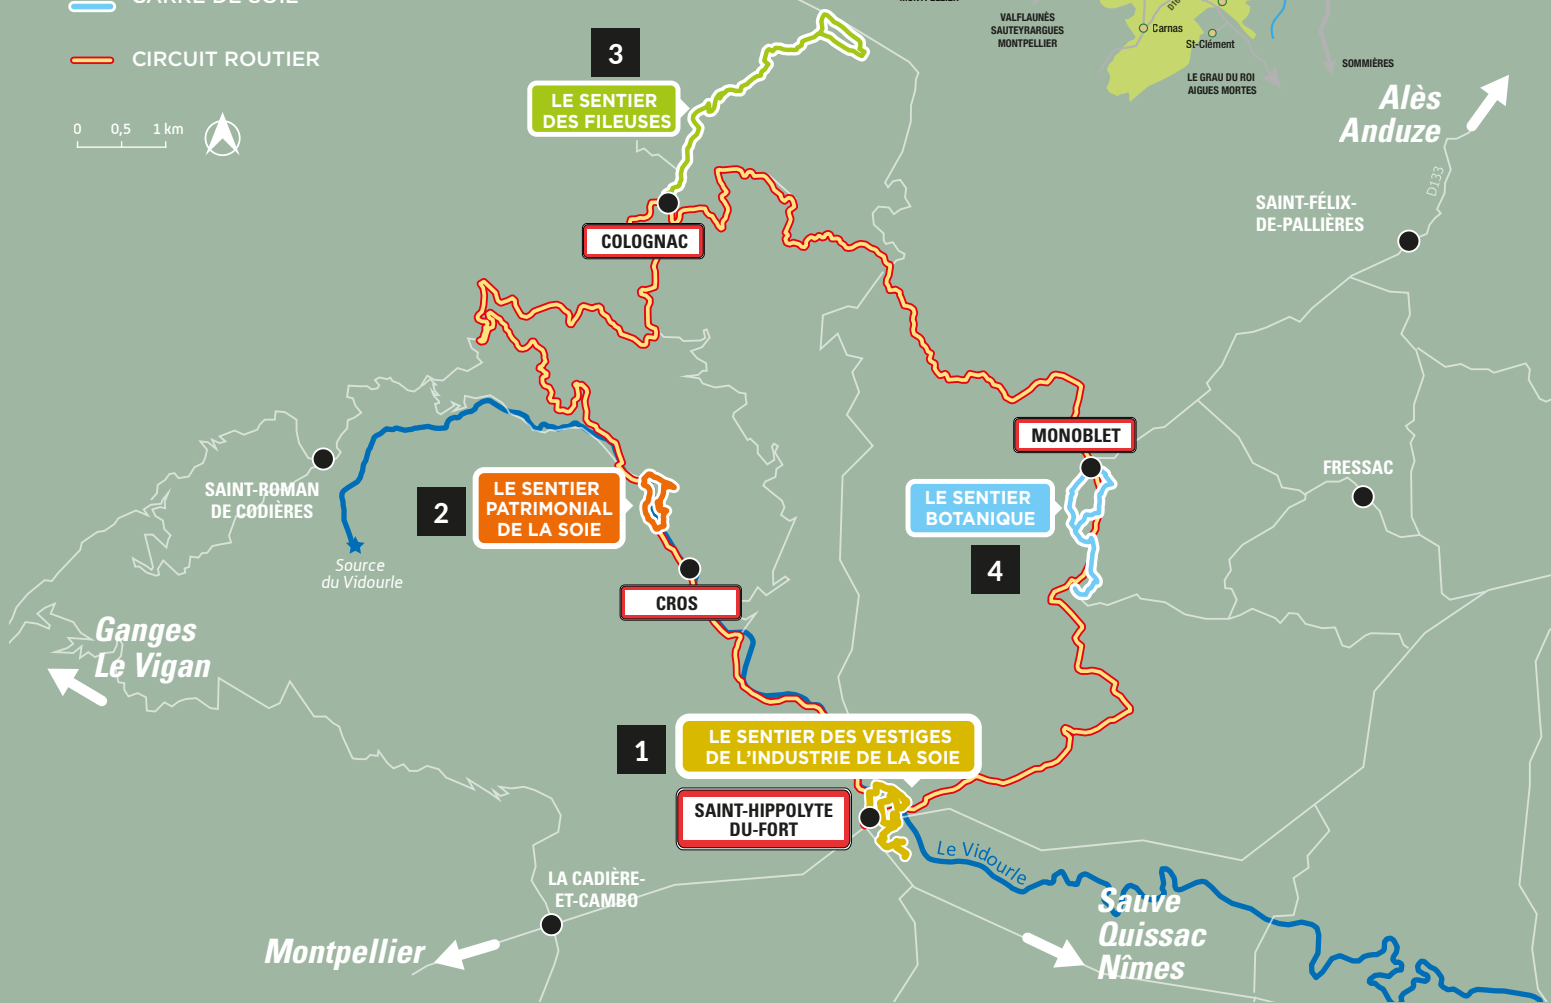 CARRÉ DE SOIE
CIRCUIT ROUTIER
0 0,5 1 km
3
LE SENTIER
DES FILEUSES
MONTPELLIER
VALFLAUNÈS
SAUTEYRARGUES
MONTPELLIER
Carnas
St-Clément
LE GRAU DU ROI
AIGUES MORTES
SOMMIÈRES
Alès
Anduze
D133
SAINT-FÉLIX-
DE-PALLIÈRES
COLOGNAC
MONOBLET
FRESSAC
SAINT-ROMAN
DE CODIÈRES
2
LE SENTIER
PATRIMONIAL
DE LA SOIE
LE SENTIER
BOTANIQUE
4
Source
du Vidourle
CROS
Ganges
Le Vigan
1
LE SENTIER DES VESTIGES
DE L’INDUSTRIE DE LA SOIE
SAINT-HIPPOLYTE
DU-FORT
Le Vidourle
LA CADIÈRE-
ET-CAMBO
Montpellier
Sauve
Quissac
Nîmes